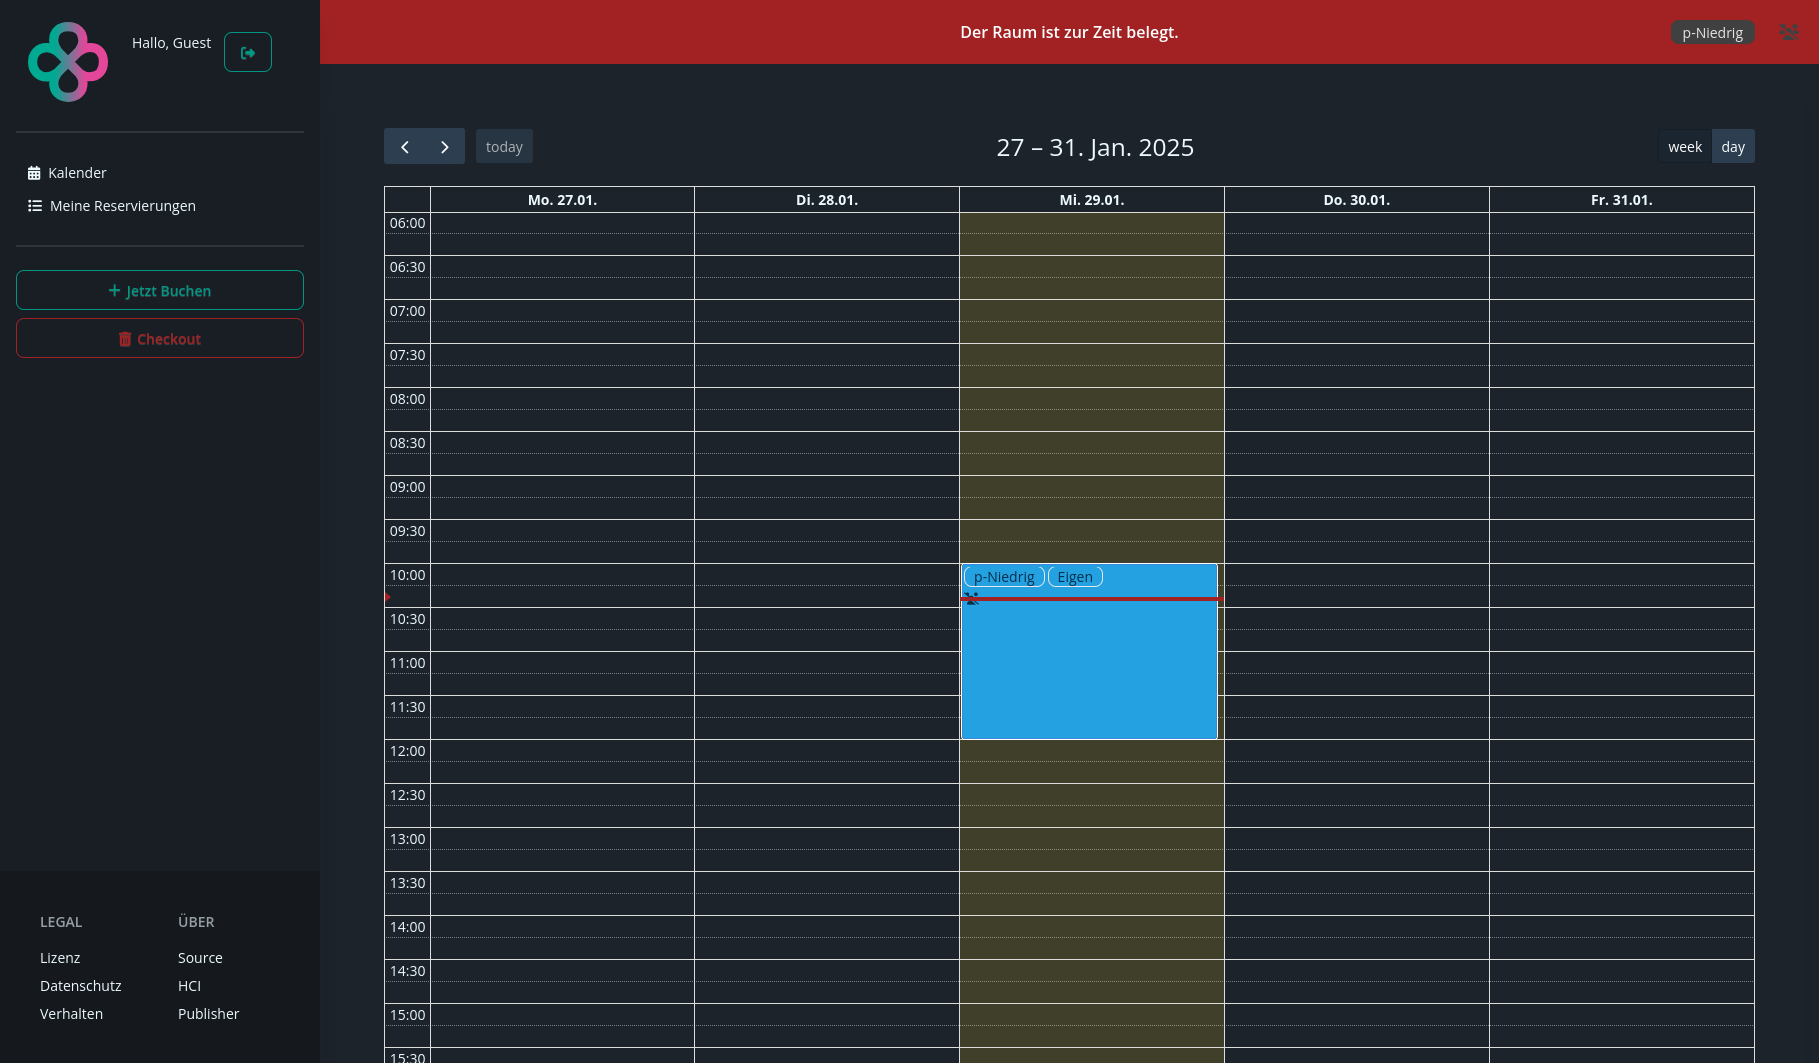 Hallo, Guest
Kalender
Meine Reservierungen
Jetzt Buchen
Checkout
LEGAL
Lizenz
Datenschutz
Verhalten
ÜBER
Source
HCI
Publisher
Der Raum ist zur Zeit belegt.
p-Niedrig
today
27 – 31. Jan. 2025
week
day
Mo. 27.01.
Di. 28.01.
Mi. 29.01.
Do. 30.01.
Fr. 31.01.
06:00
06:30
07:00
07:30
08:00
08:30
09:00
09:30
10:00
p-Niedrig
Eigen
10:30
11:00
11:30
12:00
12:30
13:00
13:30
14:00
14:30
15:00
15:30